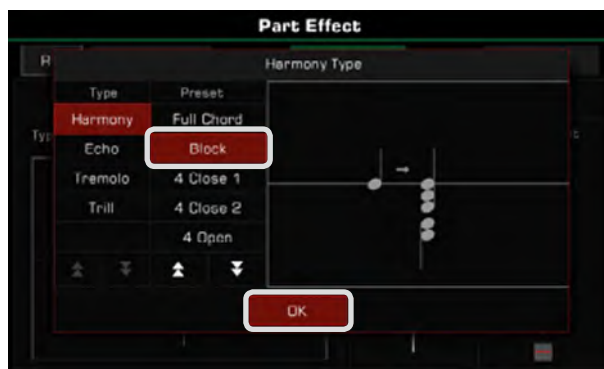 Part Effect
R
Harmony Type
Type Preset
Harmony Full Chord
Echo Block
Tremolo 4 Close 1
Trill 4 Close 2
4 Open
OK